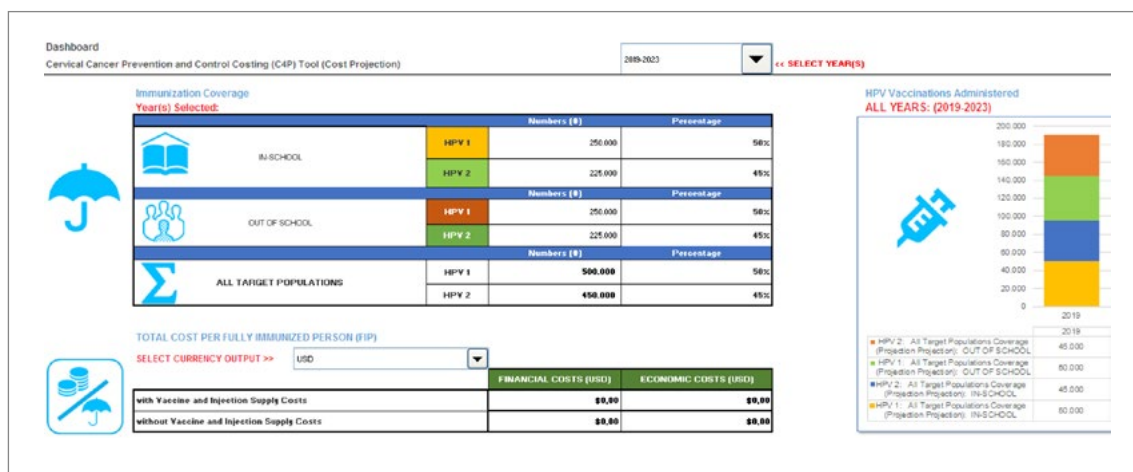 Dashboard
Cervical Cancer Prevention and Control Costing (C4P) Tool (Cost Projection)
2019-2023
<< SELECT YEAR(S)
Immunization Coverage
Year(s) Selected:
Numbers (#) Percentage
IN-SCHOOL
HPV 1 250.000 50%
HPV 2 225.000 45%
Numbers (#) Percentage
OUT OF SCHOOL
HPV 1 250.000 50%
HPV 2 225.000 45%
Numbers (#) Percentage
ALL TARGET POPULATIONS
HPV 1 500.000 50%
HPV 2 450.000 45%
TOTAL COST PER FULLY IMMUNIZED PERSON (FIP)
SELECT CURRENCY OUTPUT >> USD
FINANCIAL COSTS (USD) ECONOMIC COSTS (USD)
with Vaccine and Injection Supply Costs $0,00 $0,00
without Vaccine and Injection Supply Costs $0,00 $0,00
HPV Vaccinations Administered
ALL YEARS: (2019-2023)
200.000
180.000
160.000
140.000
120.000
100.000
80.000
60.000
40.000
20.000
0
2019
2019
HPV 2: All Target Populations Coverage
(Projection Projection): OUT OF SCHOOL 45.000
HPV 1: All Target Populations Coverage
(Projection Projection): OUT OF SCHOOL 50.000
HPV 2: All Target Populations Coverage
(Projection Projection): IN-SCHOOL 45.000
HPV 1: All Target Populations Coverage
(Projection Projection): IN-SCHOOL 50.000